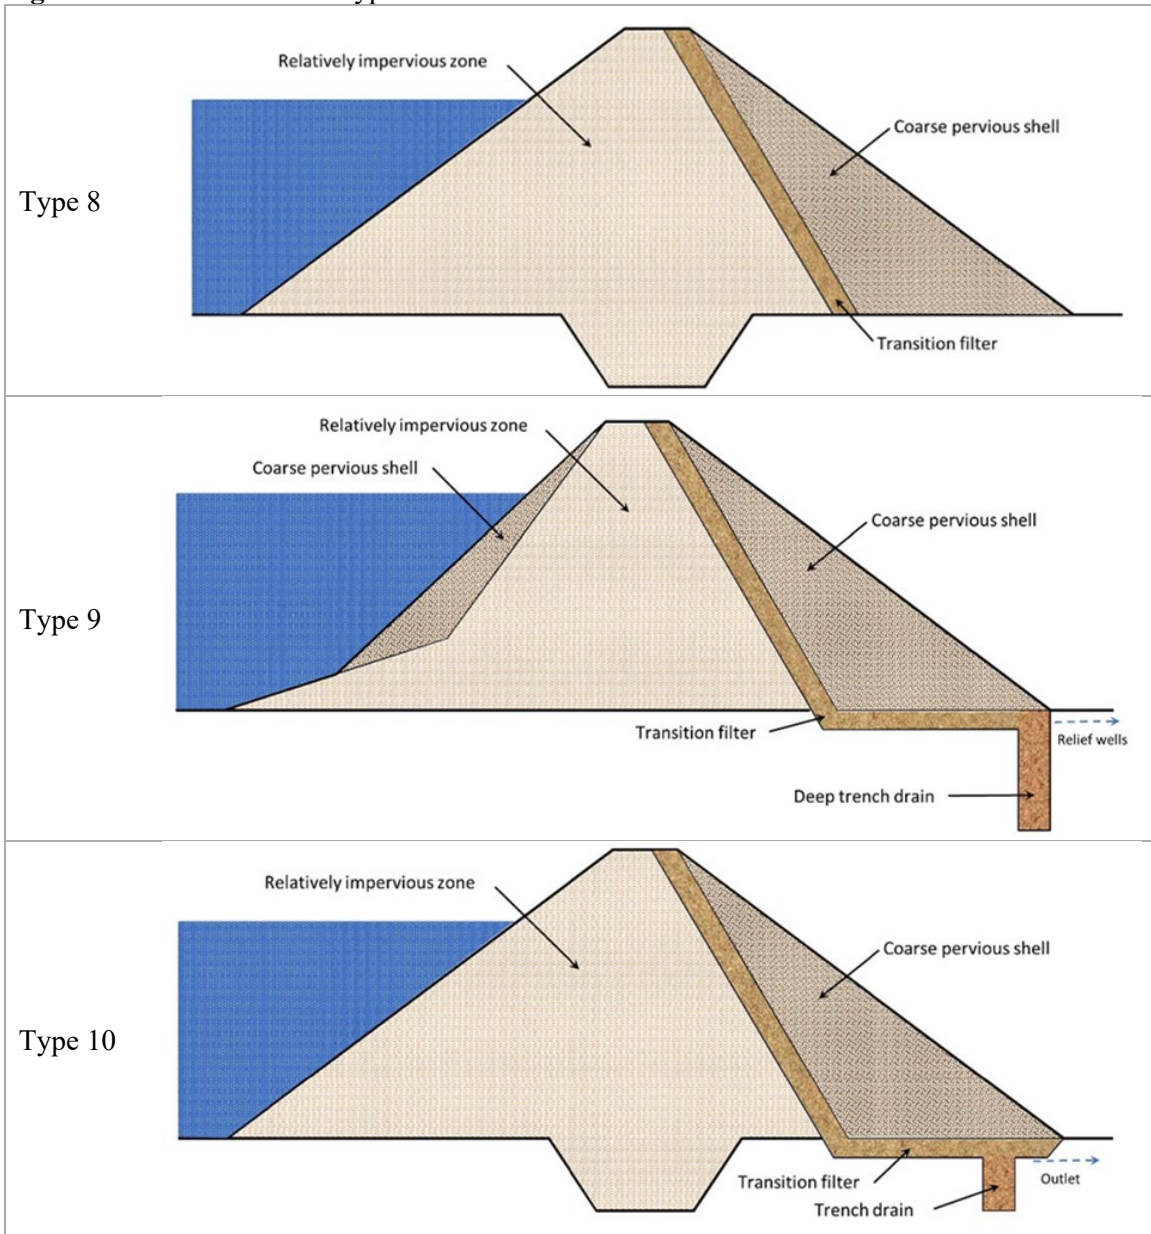 Type 8
Relatively impervious zone
Coarse pervious shell
Transition filter
Type 9
Relatively impervious zone
Coarse pervious shell
Coarse pervious shell
Transition filter
Relief wells
Deep trench drain
Type 10
Relatively impervious zone
Coarse pervious shell
Transition filter
Outlet
Trench drain